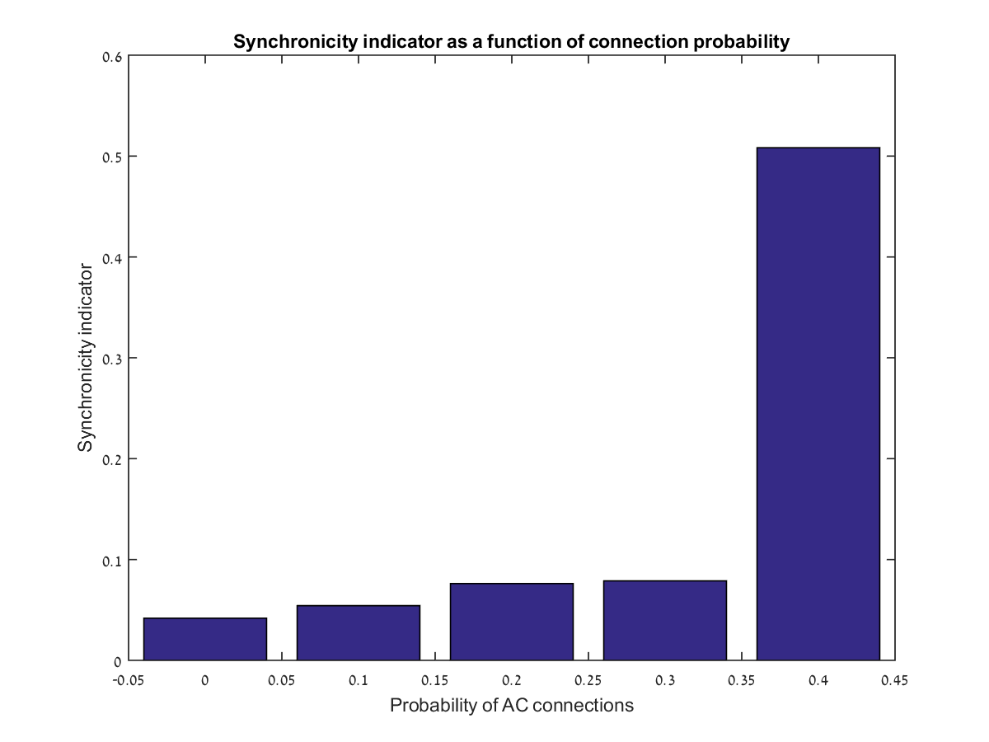 Synchronicity indicator as a function of connection probability
0.6
0.5
0.4
0.3
0.2
0.1
0
Synchronicity indicator
-0.05 0 0.05 0.1 0.15 0.2 0.25 0.3 0.35 0.4 0.45
Probability of AC connections